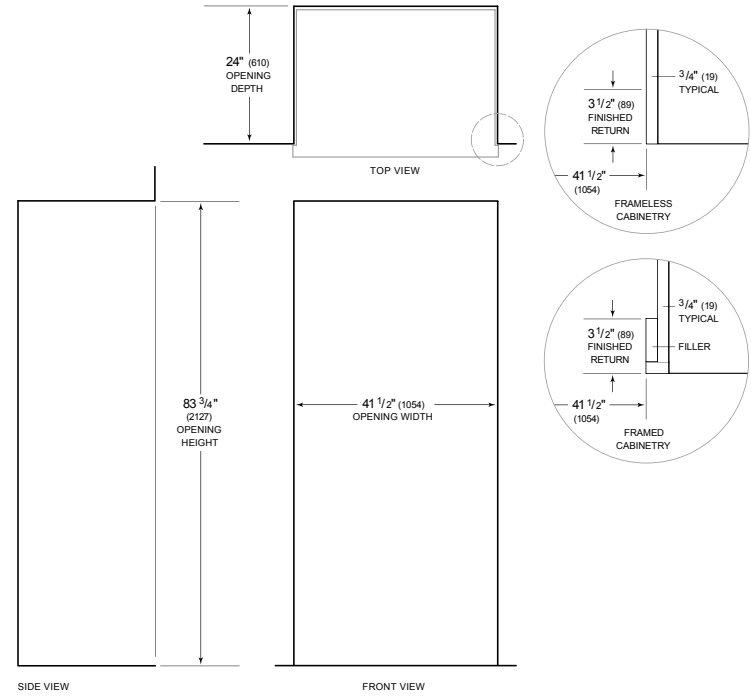 24" (610)
OPENING
DEPTH
TOP VIEW
3/4" (19)
TYPICAL
3 1/2" (89)
FINISHED
RETURN
41 1/2"
(1054)
FRAMELESS
CABINETRY
3/4" (19)
TYPICAL
3 1/2" (89)
FINISHED
RETURN
FILLER
41 1/2"
(1054)
FRAMED
CABINETRY
83 3/4"
(2127)
OPENING
HEIGHT
41 1/2" (1054)
OPENING WIDTH
SIDE VIEW
FRONT VIEW